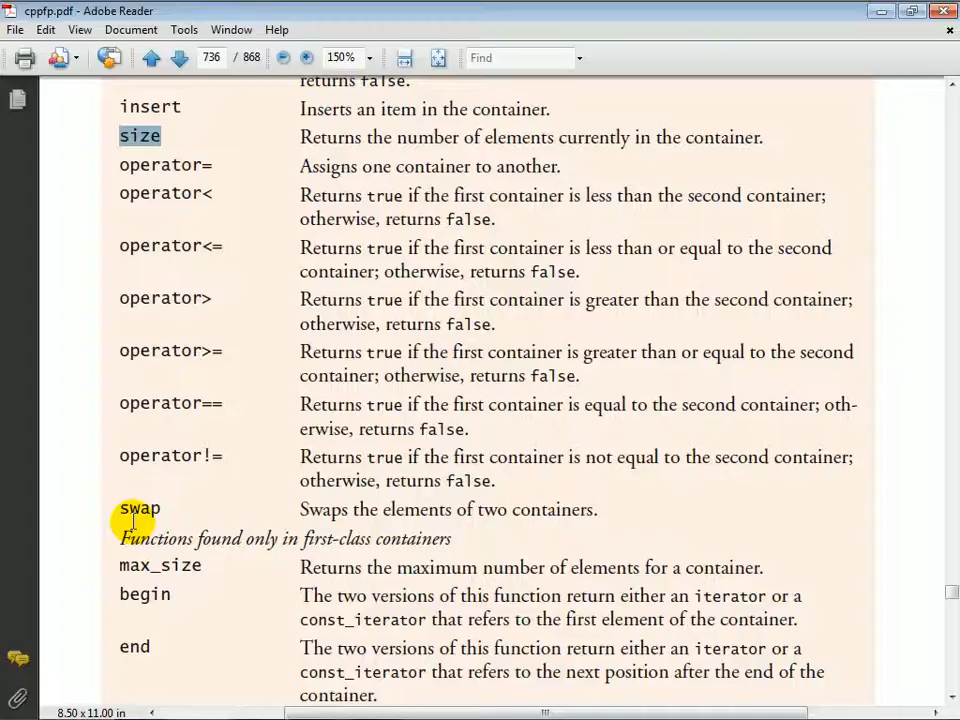 cppfp.pdf - Adobe Reader
File Edit View Document Tools Window Help
736 / 868 150% Find
returns false.
insert Inserts an item in the container.
size Returns the number of elements currently in the container.
operator= Assigns one container to another.
operator< Returns true if the first container is less than the second container;
otherwise, returns false.
operator<= Returns true if the first container is less than or equal to the second
container; otherwise, returns false.
operator> Returns true if the first container is greater than the second container;
otherwise, returns false.
operator>= Returns true if the first container is greater than or equal to the second
container; otherwise, returns false.
operator== Returns true if the first container is equal to the second container; oth-
erwise, returns false.
operator!= Returns true if the first container is not equal to the second container;
otherwise, returns false.
swap Swaps the elements of two containers.
Functions found only in first-class containers
max_size Returns the maximum number of elements for a container.
begin The two versions of this function return either an iterator or a
const_iterator that refers to the first element of the container.
end The two versions of this function return either an iterator or a
const_iterator that refers to the next position after the end of the
container.
8.50 x 11.00 in